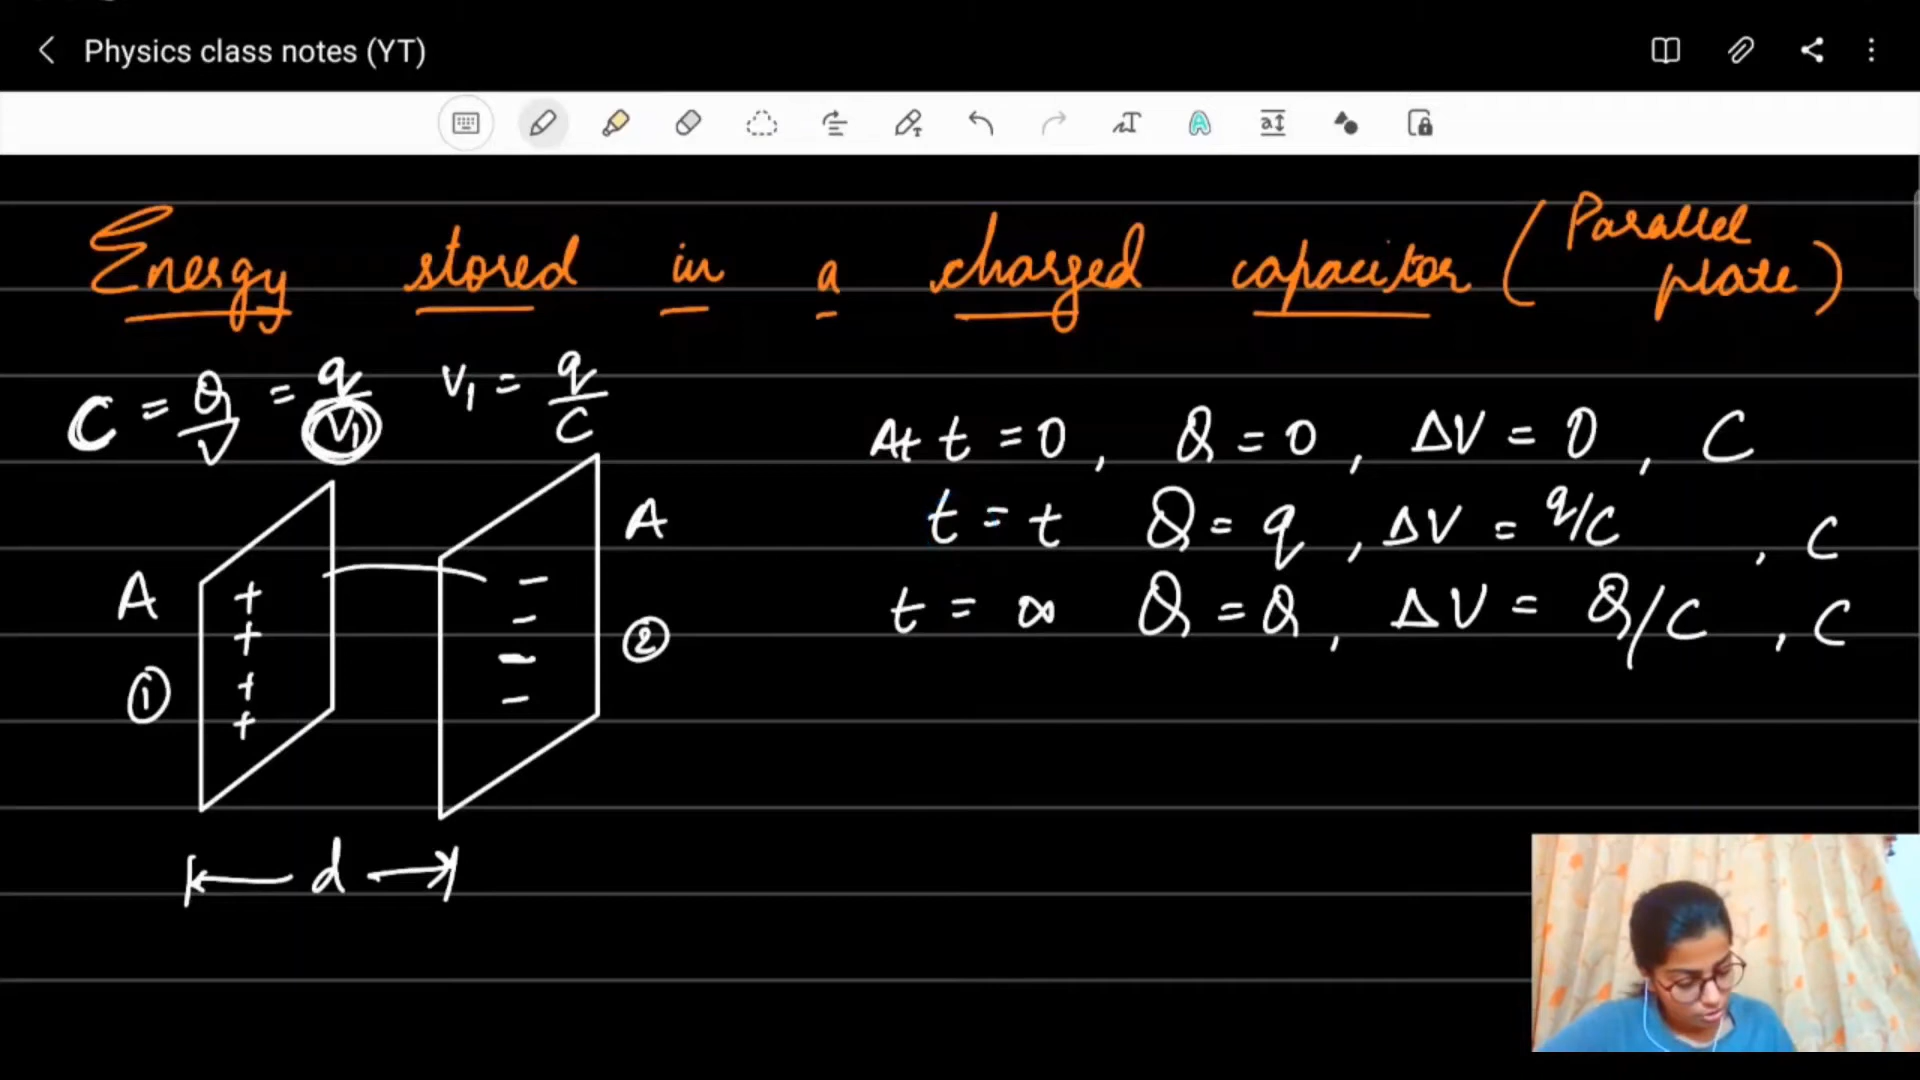 Physics class notes (YT)
Energy stored in a charged capacitor (Parallel plate)
C = Q/V = q/V₁ V₁ = q/C
At t = 0, Q = 0, ΔV = 0, C
t = t Q = q, ΔV = q/C, C
t = ∞ Q = Q, ΔV = Q/C, C
A
A
+ −
+ −
+ −
+ −
① ②
d